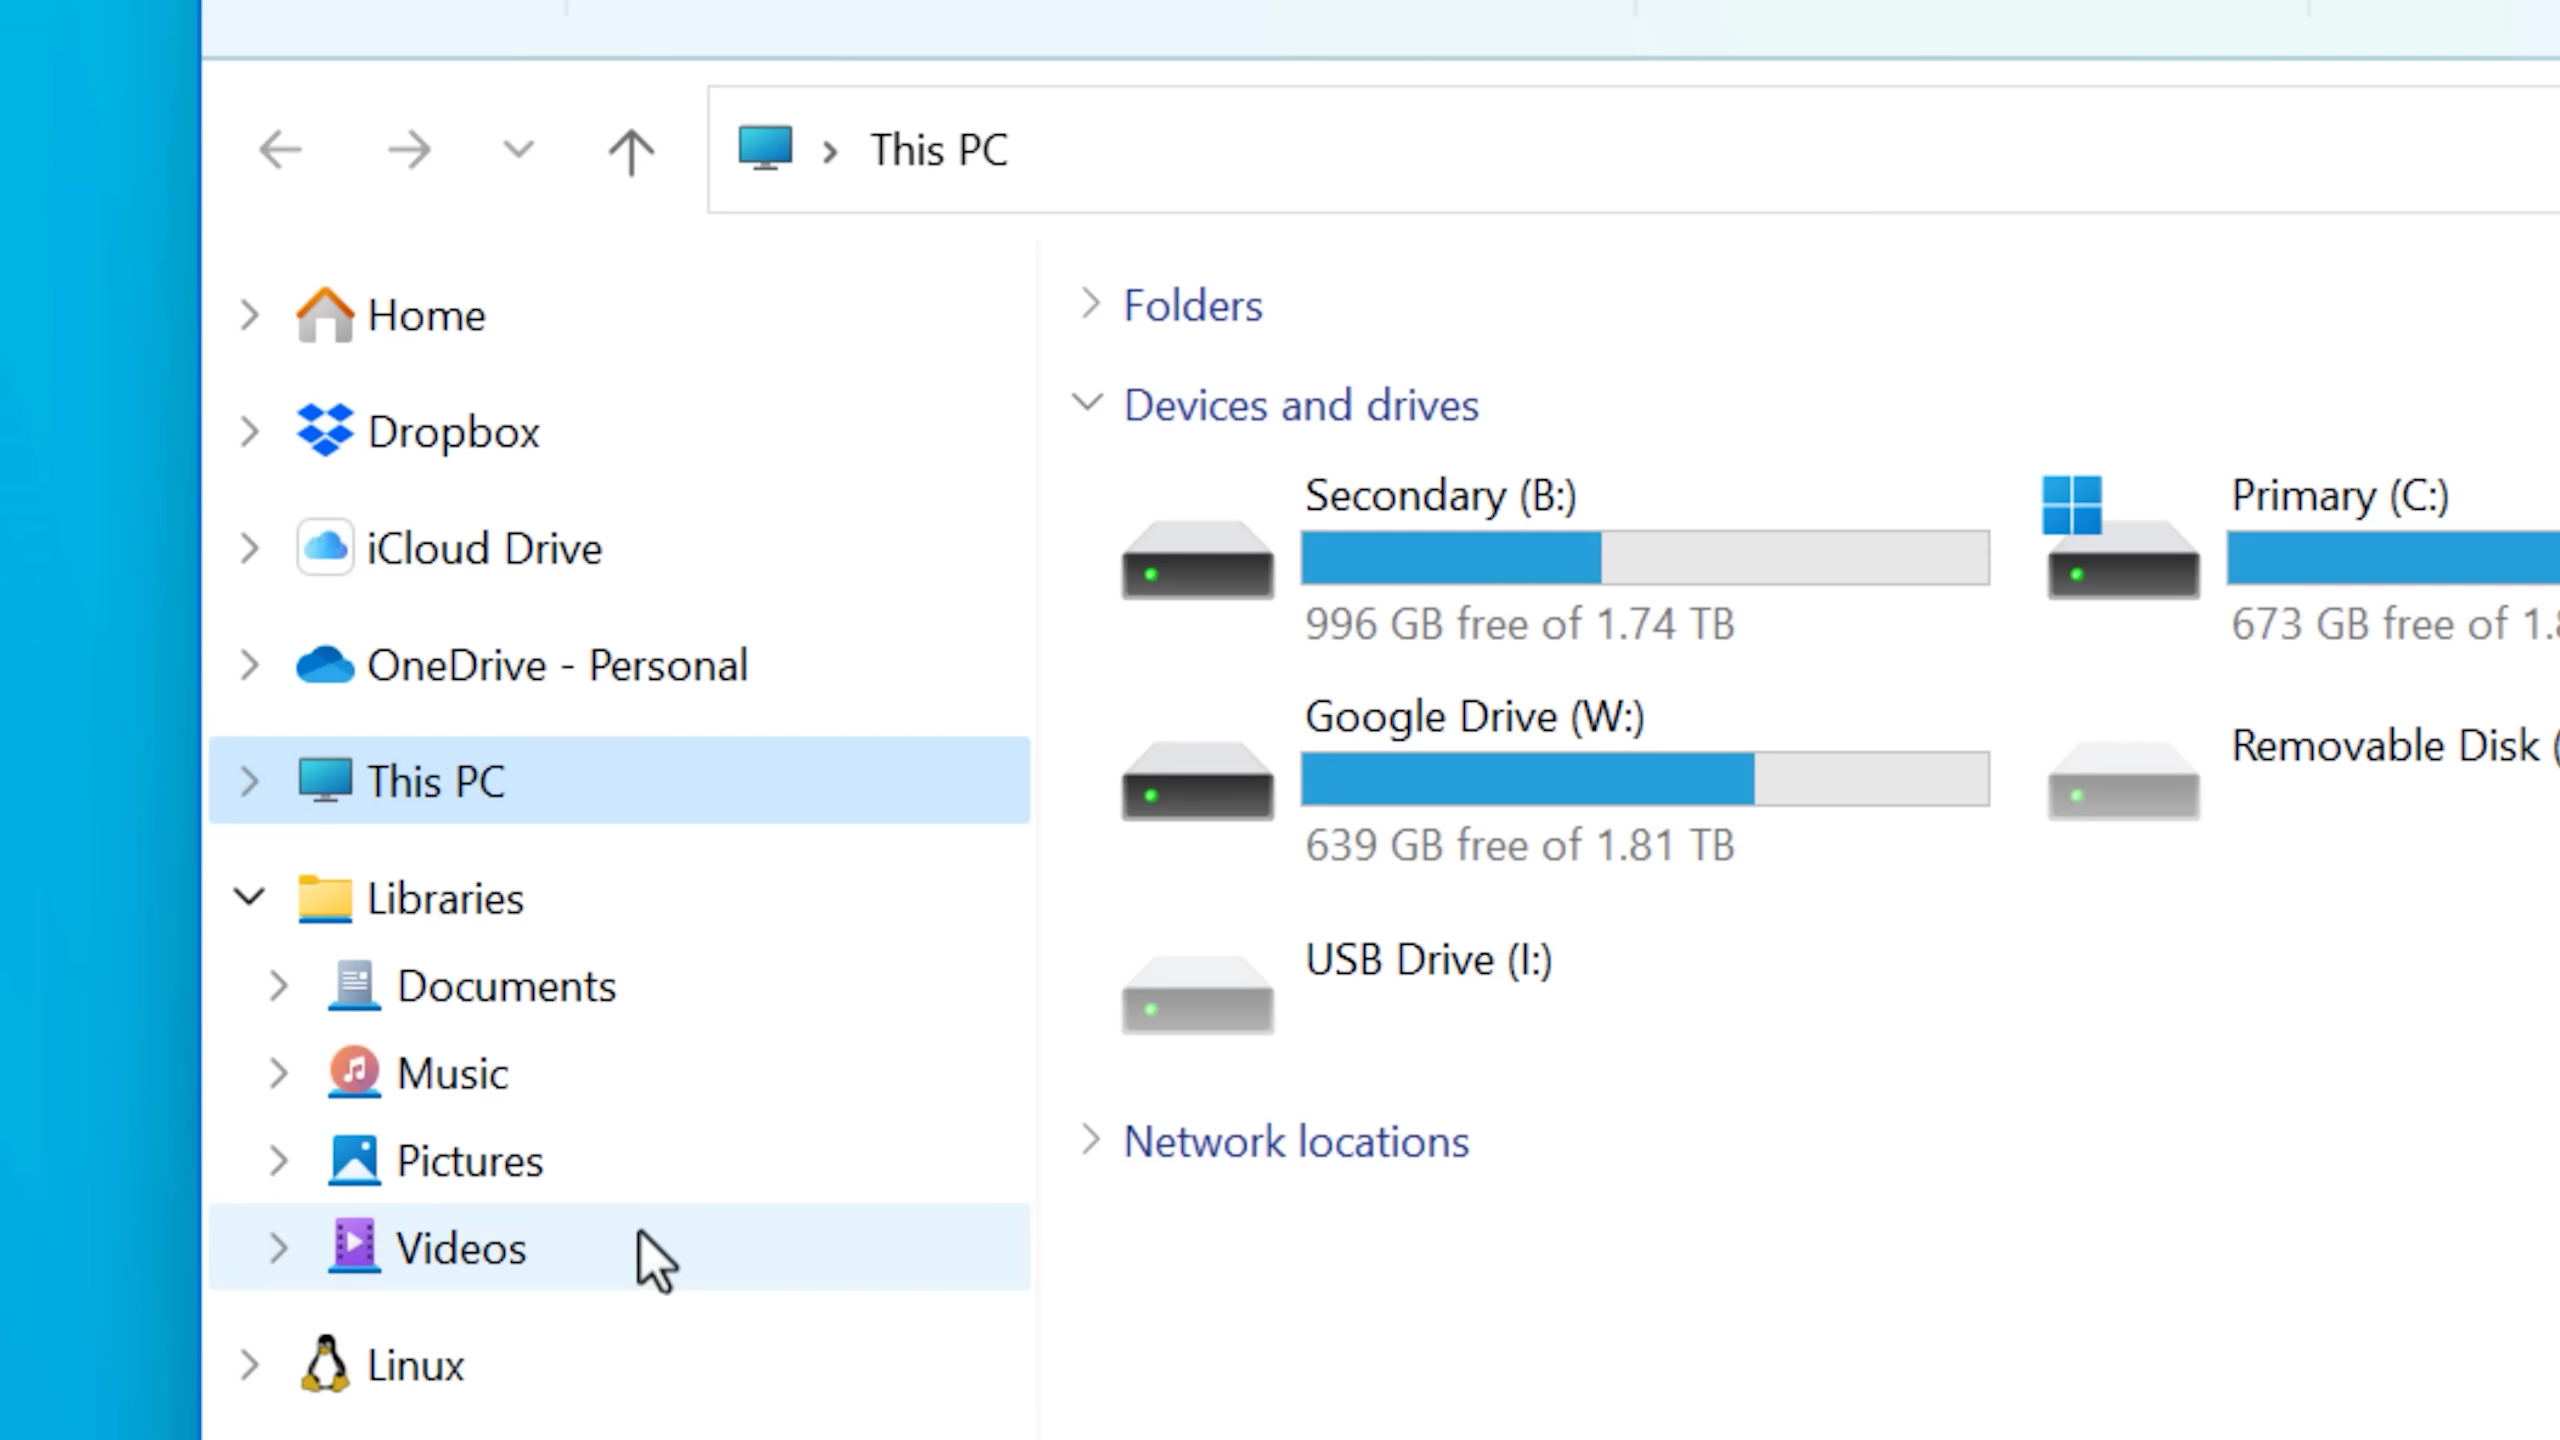 This PC
Home
Dropbox
iCloud Drive
OneDrive - Personal
This PC
Libraries
Documents
Music
Pictures
Videos
Linux
Folders
Devices and drives
Secondary (B:)
996 GB free of 1.74 TB
Primary (C:)
673 GB free of
Google Drive (W:)
639 GB free of 1.81 TB
Removable Disk (
USB Drive (I:)
Network locations